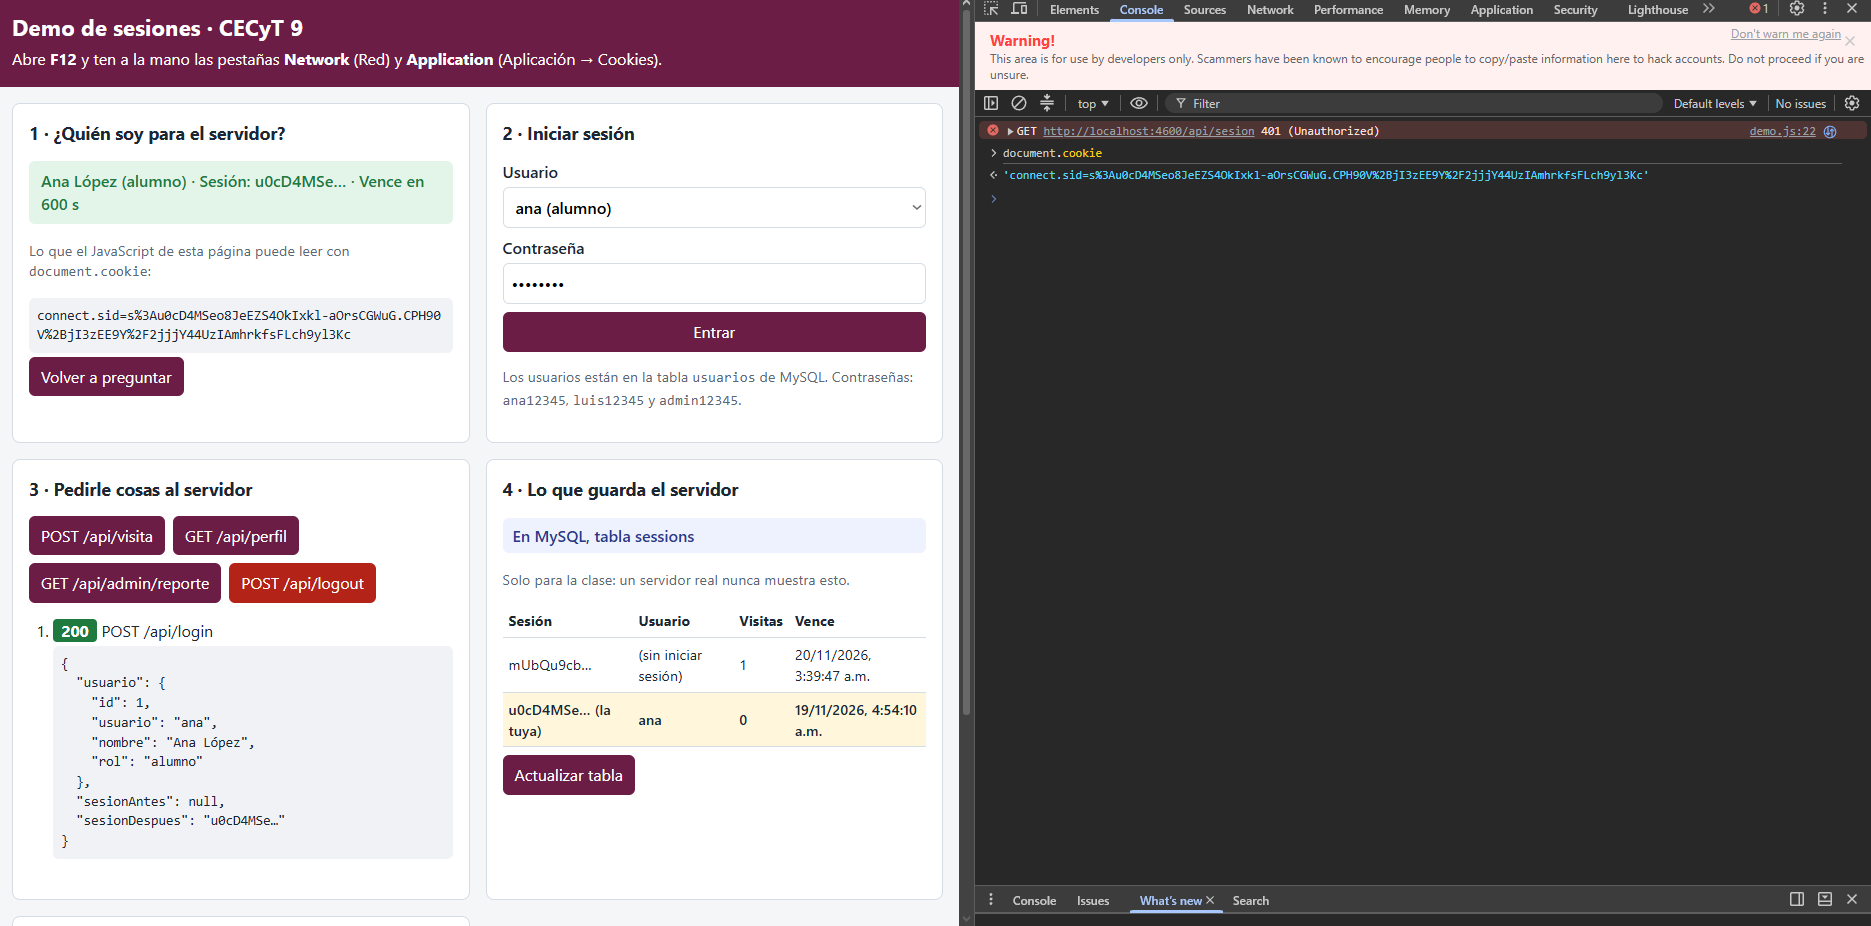 Demo de sesiones · CECyT 9
Abre F12 y ten a la mano las pestañas Network (Red) y Application (Aplicación → Cookies).
1 · ¿Quién soy para el servidor?
Ana López (alumno) · Sesión: u0cD4MSe… · Vence en
600 s
Lo que el JavaScript de esta página puede leer con
document.cookie:
connect.sid=s%3Au0cD4MSeo8JeEZS4OkIxkl-aOrsCGWuG.CPH90
V%2BjI3zEE9Y%2F2jjjY44UzIAmhrkfsFLch9yl3Kc
Volver a preguntar
2 · Iniciar sesión
Usuario
ana (alumno)
Contraseña
••••••••
Entrar
Los usuarios están en la tabla usuarios de MySQL. Contraseñas:
ana12345, luis12345 y admin12345.
3 · Pedirle cosas al servidor
POST /api/visita
GET /api/perfil
GET /api/admin/reporte
POST /api/logout
1. 200 POST /api/login
{
"usuario": {
"id": 1,
"usuario": "ana",
"nombre": "Ana López",
"rol": "alumno"
},
"sesionAntes": null,
"sesionDespues": "u0cD4MSe…"
}
4 · Lo que guarda el servidor
En MySQL, tabla sessions
Solo para la clase: un servidor real nunca muestra esto.
Sesión Usuario Visitas Vence
mUbQu9cb… (sin iniciar sesión) 1 20/11/2026, 3:39:47 a.m.
u0cD4MSe… (la tuya) ana 0 19/11/2026, 4:54:10 a.m.
Actualizar tabla
Elements Console Sources Network Performance Memory Application Security Lighthouse 1
Warning!
Don't warn me again
This area is for use by developers only. Scammers have been known to encourage people to copy/paste information here to hack accounts. Do not proceed if you are
unsure.
top Filter Default levels No issues
GET http://localhost:4600/api/sesion 401 (Unauthorized) demo.js:22
document.cookie
'connect.sid=s%3Au0cD4MSeo8JeEZS4OkIxkl-aOrsCGWuG.CPH90V%2BjI3zEE9Y%2F2jjjY44UzIAmhrkfsFLch9yl3Kc'
Console Issues What's new Search